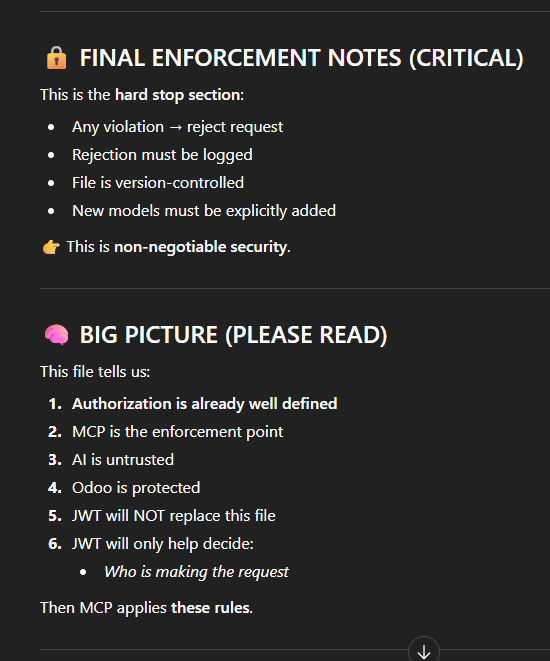 🔒 FINAL ENFORCEMENT NOTES (CRITICAL)
This is the hard stop section:
• Any violation → reject request
• Rejection must be logged
• File is version-controlled
• New models must be explicitly added
👉 This is non-negotiable security.
🧠 BIG PICTURE (PLEASE READ)
This file tells us:
1. Authorization is already well defined
2. MCP is the enforcement point
3. AI is untrusted
4. Odoo is protected
5. JWT will NOT replace this file
6. JWT will only help decide:
• Who is making the request
Then MCP applies these rules.